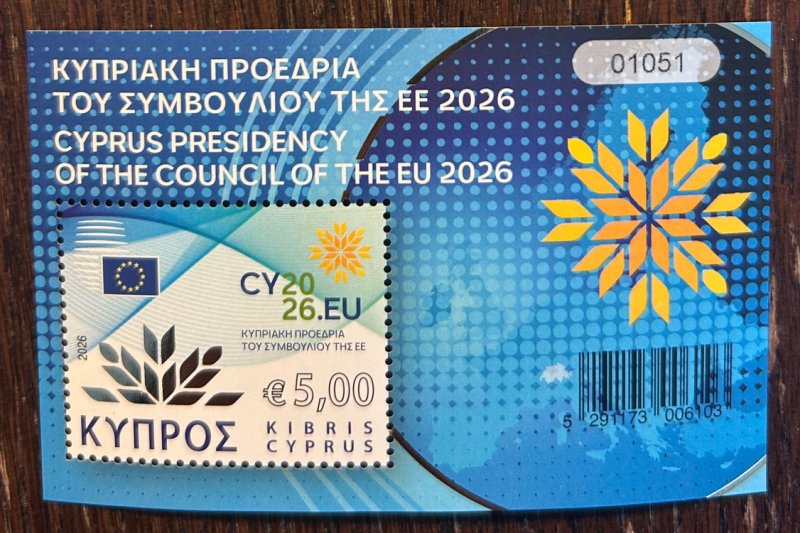 01051
ΚΥΠΡΙΑΚΗ ΠΡΟΕΔΡΙΑ
ΤΟΥ ΣΥΜΒΟΥΛΙΟΥ ΤΗΣ ΕΕ 2026
CYPRUS PRESIDENCY
OF THE COUNCIL OF THE EU 2026
CY20
26.EU
ΚΥΠΡΙΑΚΗ ΠΡΟΕΔΡΙΑ
ΤΟΥ ΣΥΜΒΟΥΛΙΟΥ ΤΗΣ ΕΕ
2026
€5,00
ΚΥΠΡΟΣ
KIBRIS
CYPRUS
5 291173 006103